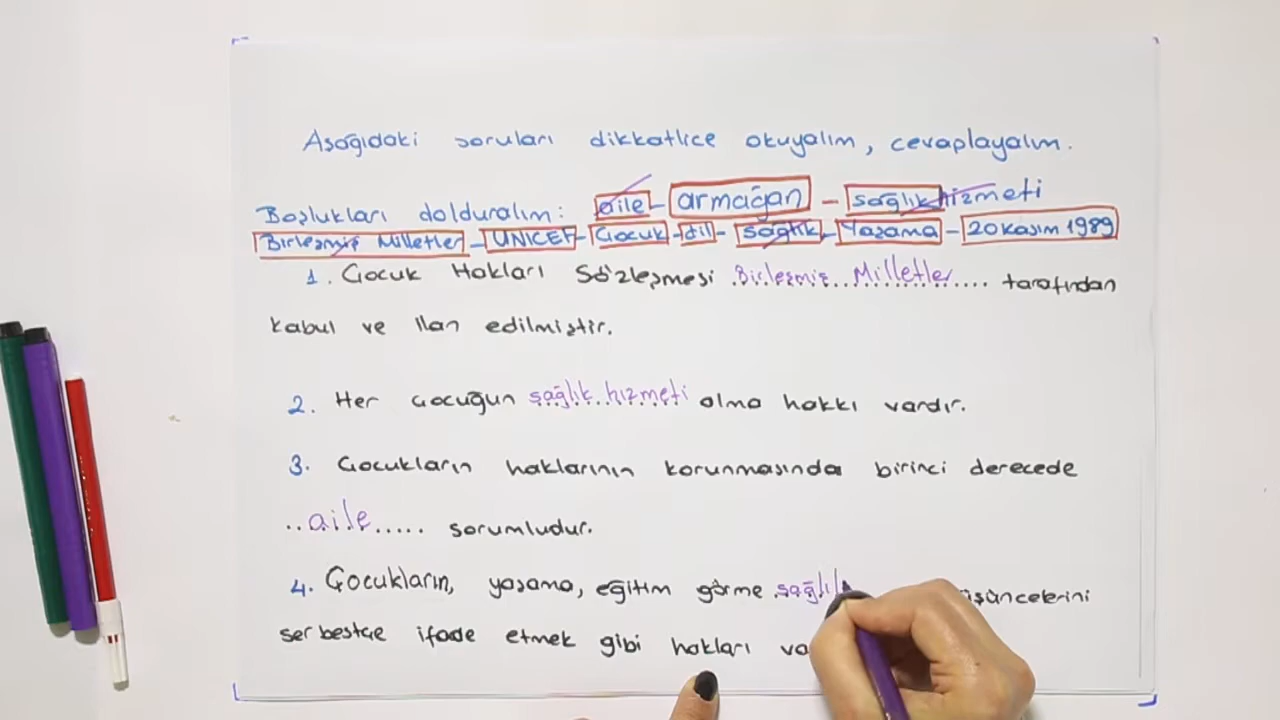 Aşağıdaki soruları dikkatlice okuyalım, cevaplayalım.
Boşlukları dolduralım: aile - armağan - sağlık hizmeti
Birleşmiş Milletler - UNICEF - Çocuk - dil - sağlık - Yaşama - 20 kasım 1989
1. Çocuk Hakları Sözleşmesi Birleşmiş Milletler tarafından
kabul ve ilan edilmiştir.
2. Her çocuğun sağlık hizmeti alma hakkı vardır.
3. Çocukların haklarının korunmasında birinci derecede
..aile..... sorumludur.
4. Çocukların, yaşama, eğitim görme sağlık
serbestçe ifade etmek gibi hakları